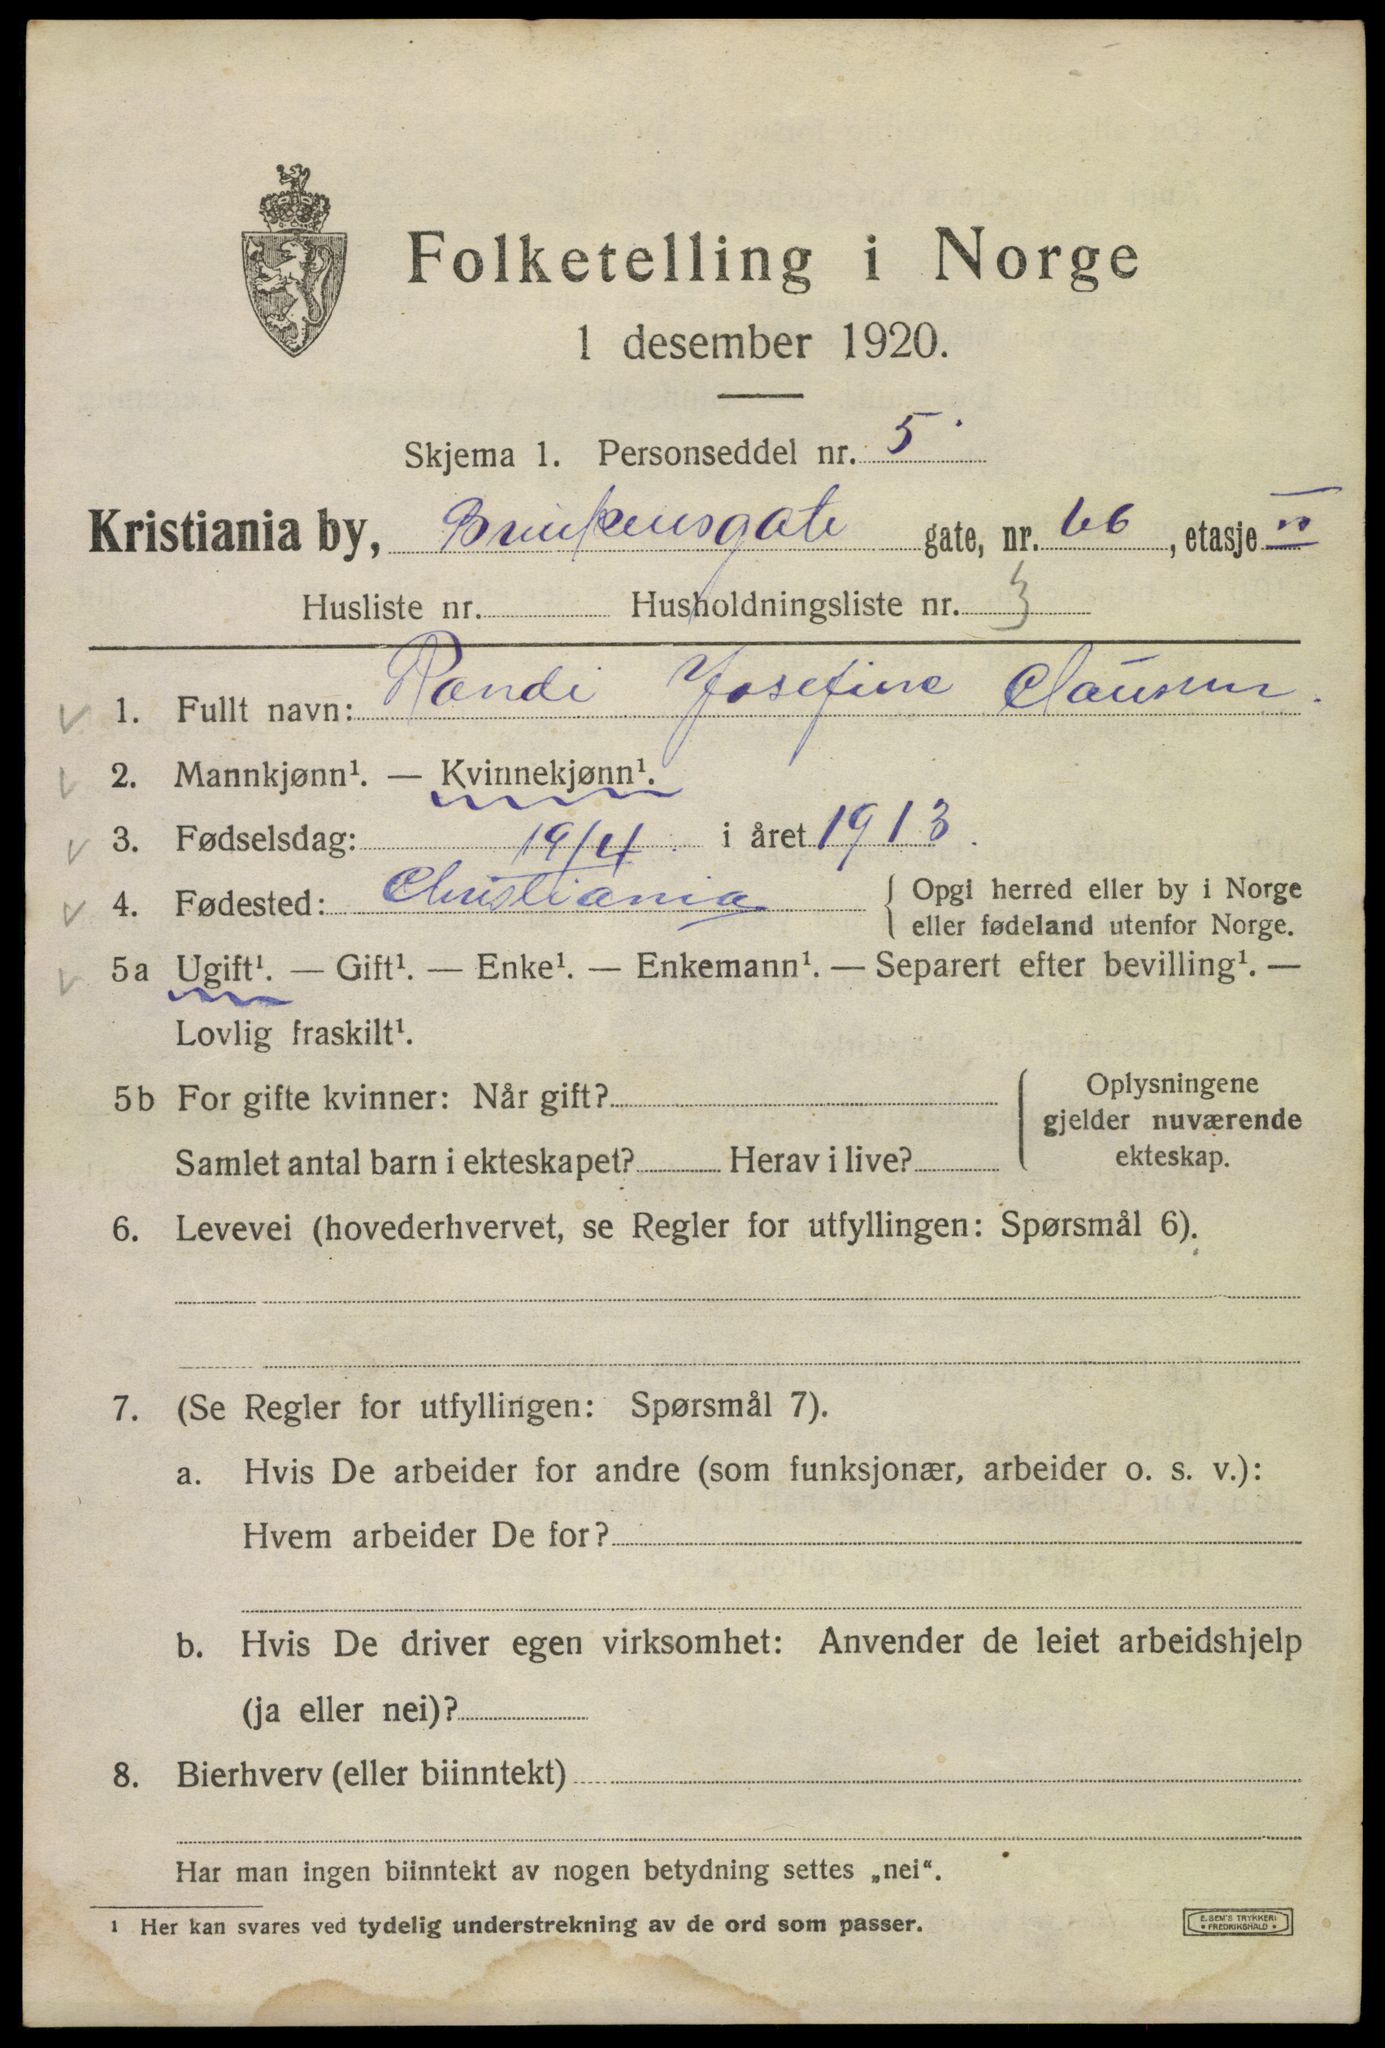 Folketelling i Norge
1 desember 1920.
Skjema 1. Personseddel nr. 5
Kristiania by, Brinkensgate gate, nr. 66, etasje
Husliste nr. Husholdningsliste nr. 3
1. Fullt navn: Randi Josefine Clausen.
2. Mannkjønn¹. — Kvinnekjønn¹.
3. Fødselsdag: 19/4 i året 1913.
4. Fødested: Christiania { Opgi herred eller by i Norge
eller fødeland utenfor Norge.
5a Ugift¹. — Gift¹. — Enke¹. — Enkemann¹. — Separert efter bevilling¹. —
Lovlig fraskilt¹.
5b For gifte kvinner: Når gift? { Oplysningene
gjelder nuværende
Samlet antal barn i ekteskapet? Herav i live? ekteskap.
6. Levevei (hovederhvervet, se Regler for utfyllingen: Spørsmål 6).
7. (Se Regler for utfyllingen: Spørsmål 7).
a. Hvis De arbeider for andre (som funksjonær, arbeider o. s. v.):
Hvem arbeider De for?
b. Hvis De driver egen virksomhet: Anvender de leiet arbeidshjelp
(ja eller nei)?
8. Bierhverv (eller biinntekt)
Har man ingen biinntekt av nogen betydning settes „nei“.
¹ Her kan svares ved tydelig understrekning av de ord som passer.
E. SEM'S TRYKKERI
* FREDRIKSHALD *